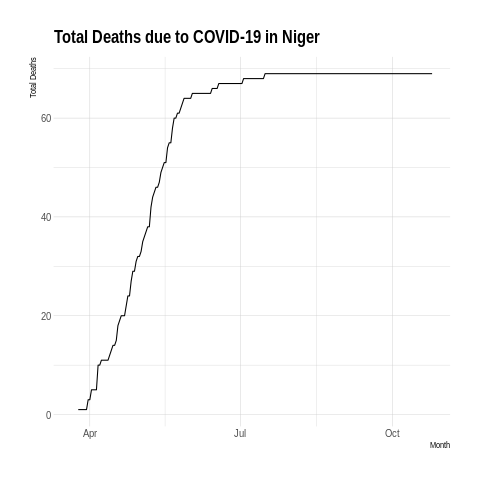 Total Deaths due to COVID-19 in Niger
Total Deaths
60
40
20
0
Apr
Jul
Oct
Month